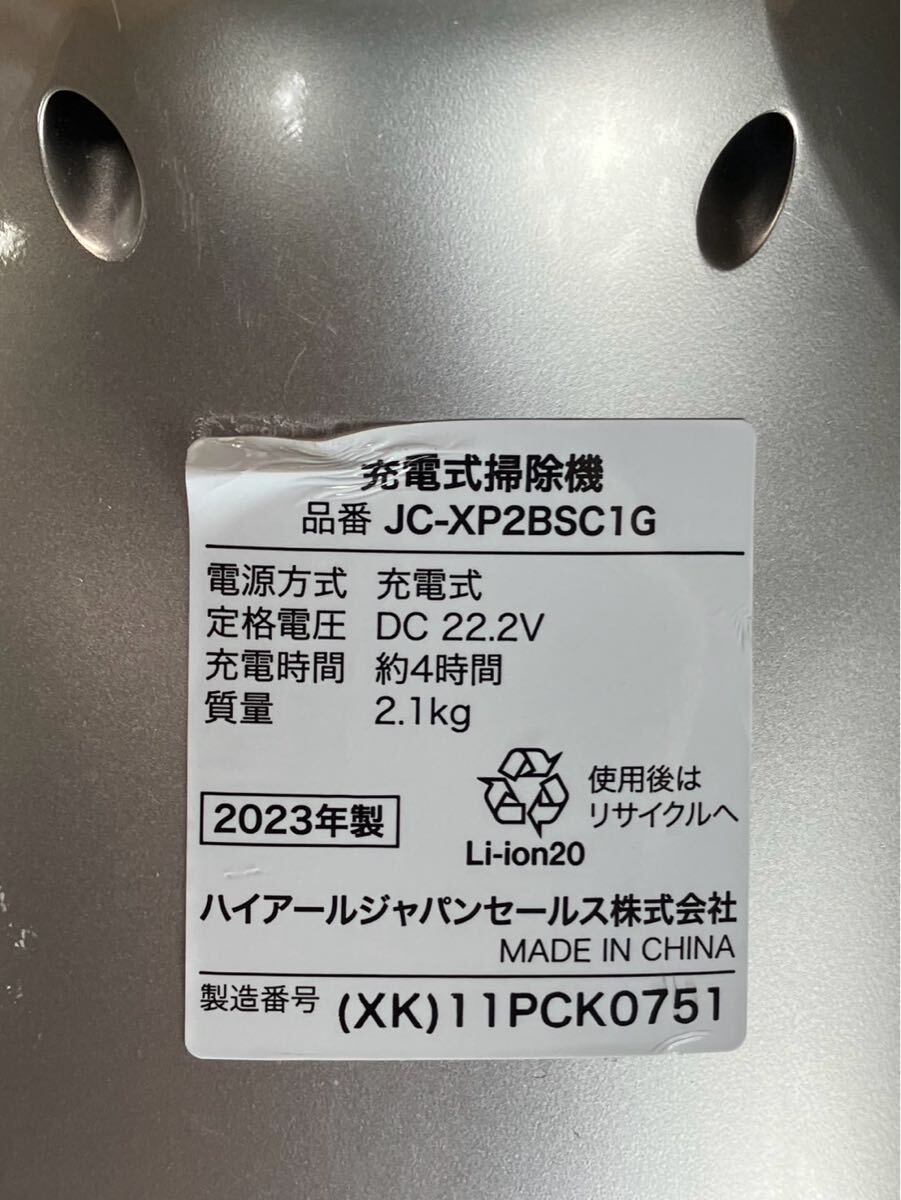 充電式掃除機
品番 JC-XP2BSC1G
電源方式 充電式
定格電圧 DC 22.2V
充電時間 約4時間
質量 2.1kg
使用後は
リサイクルへ
2023年製
Li-ion20
ハイアールジャパンセールス株式会社
MADE IN CHINA
製造番号 (XK)11PCK0751